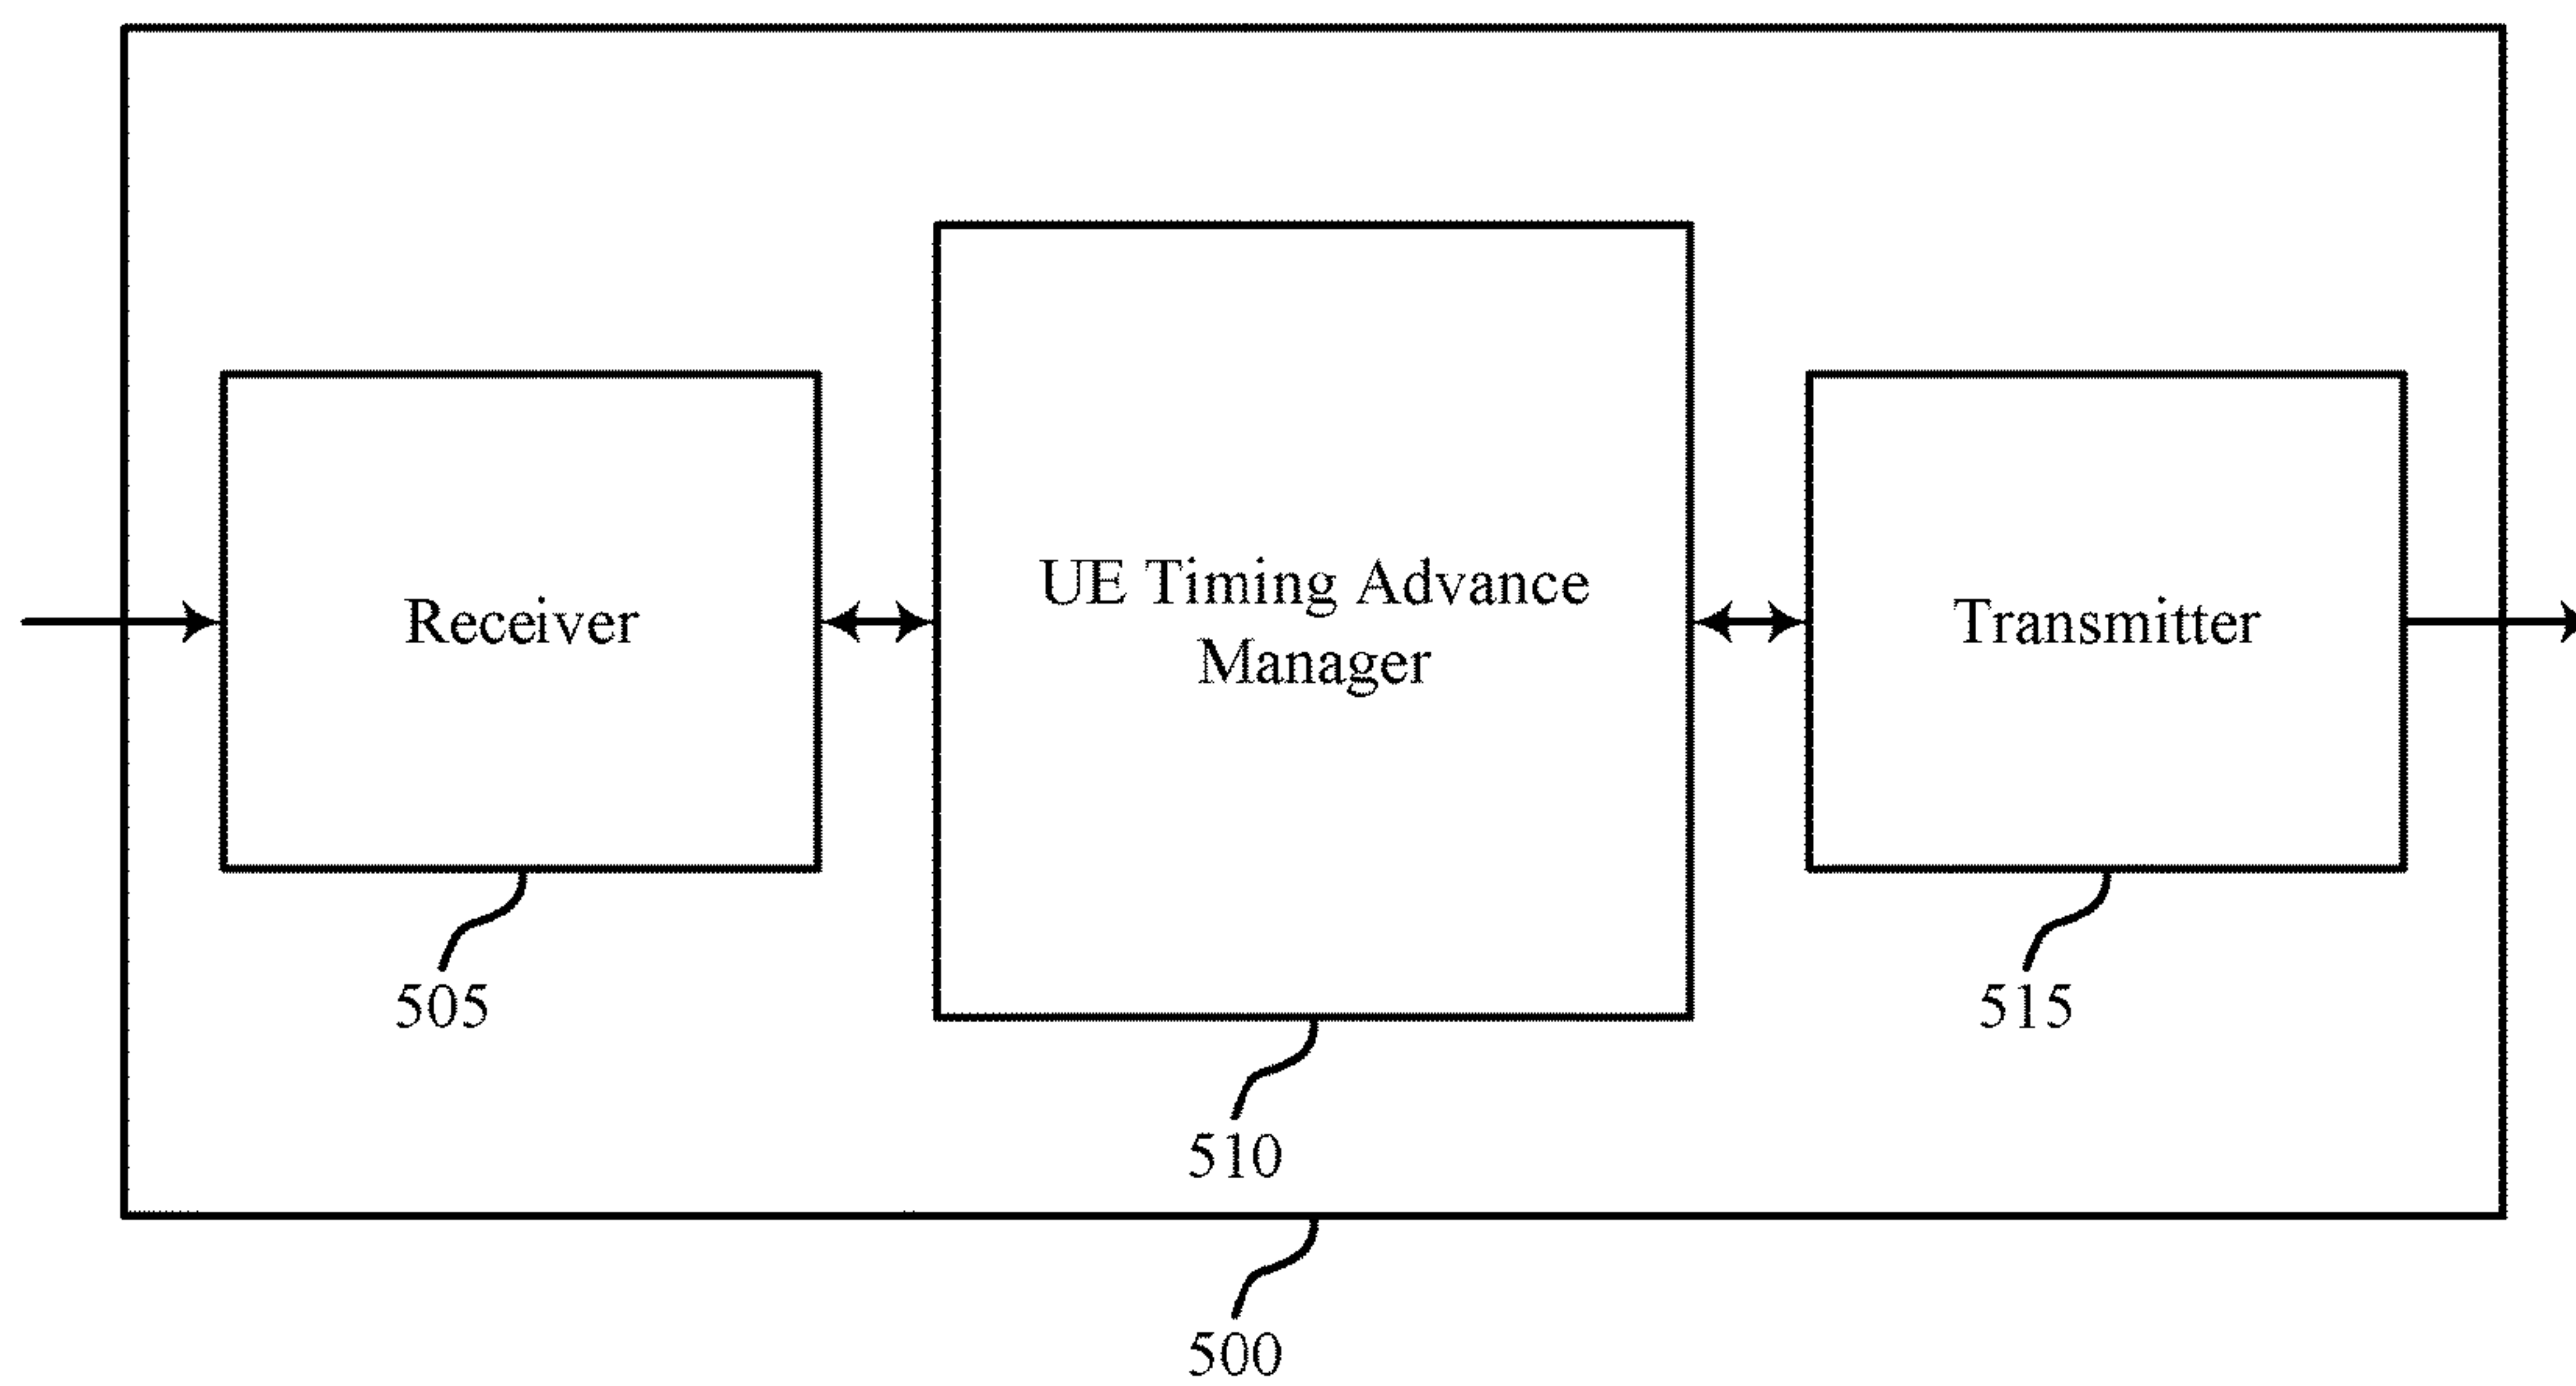 Receiver
UE Timing Advance
Manager
Transmitter
505
510
515
500